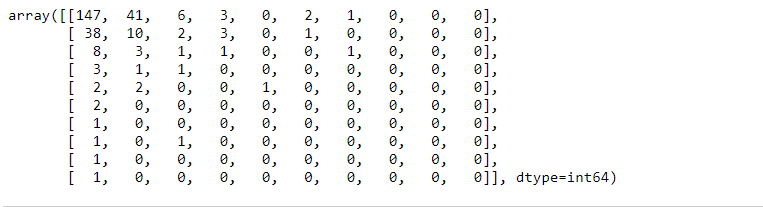 array([[147, 41, 6, 3, 0, 2, 1, 0, 0, 0],
[ 38, 10, 2, 3, 0, 1, 0, 0, 0, 0],
[ 8, 3, 1, 1, 0, 0, 1, 0, 0, 0],
[ 3, 1, 1, 0, 0, 0, 0, 0, 0, 0],
[ 2, 2, 0, 0, 1, 0, 0, 0, 0, 0],
[ 2, 0, 0, 0, 0, 0, 0, 0, 0, 0],
[ 1, 0, 0, 0, 0, 0, 0, 0, 0, 0],
[ 1, 0, 1, 0, 0, 0, 0, 0, 0, 0],
[ 1, 0, 0, 0, 0, 0, 0, 0, 0, 0],
[ 1, 0, 0, 0, 0, 0, 0, 0, 0, 0]], dtype=int64)